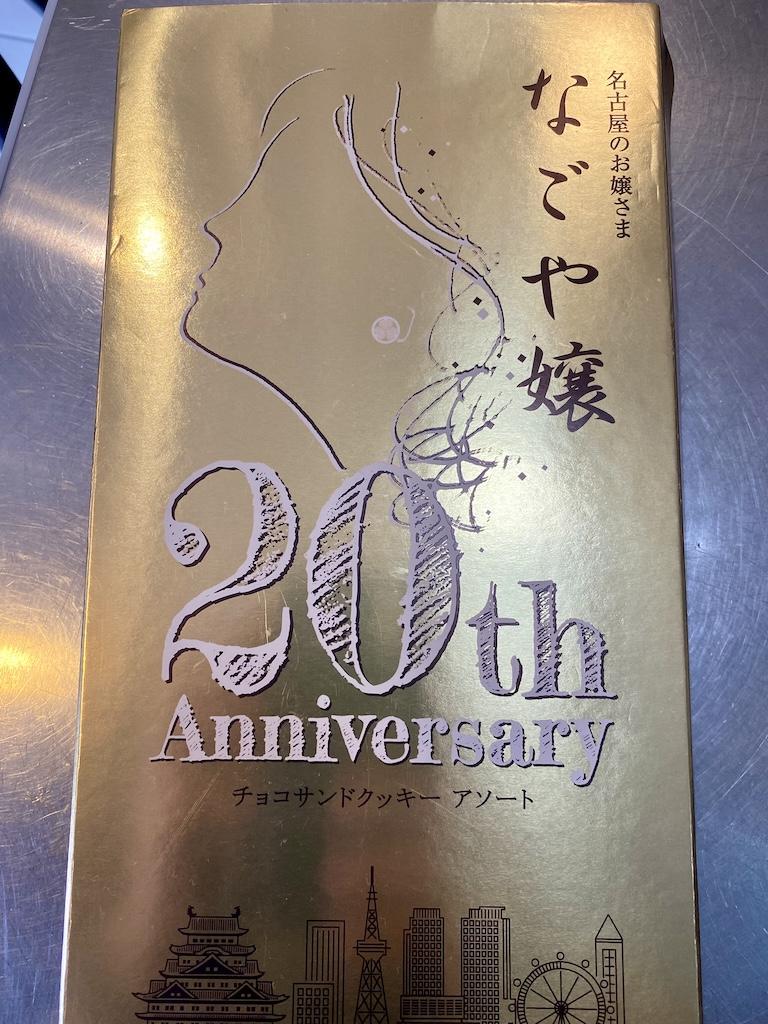 名古屋のお嬢さま
なごや嬢
20th
Anniversary
チョコサンドクッキー アソート